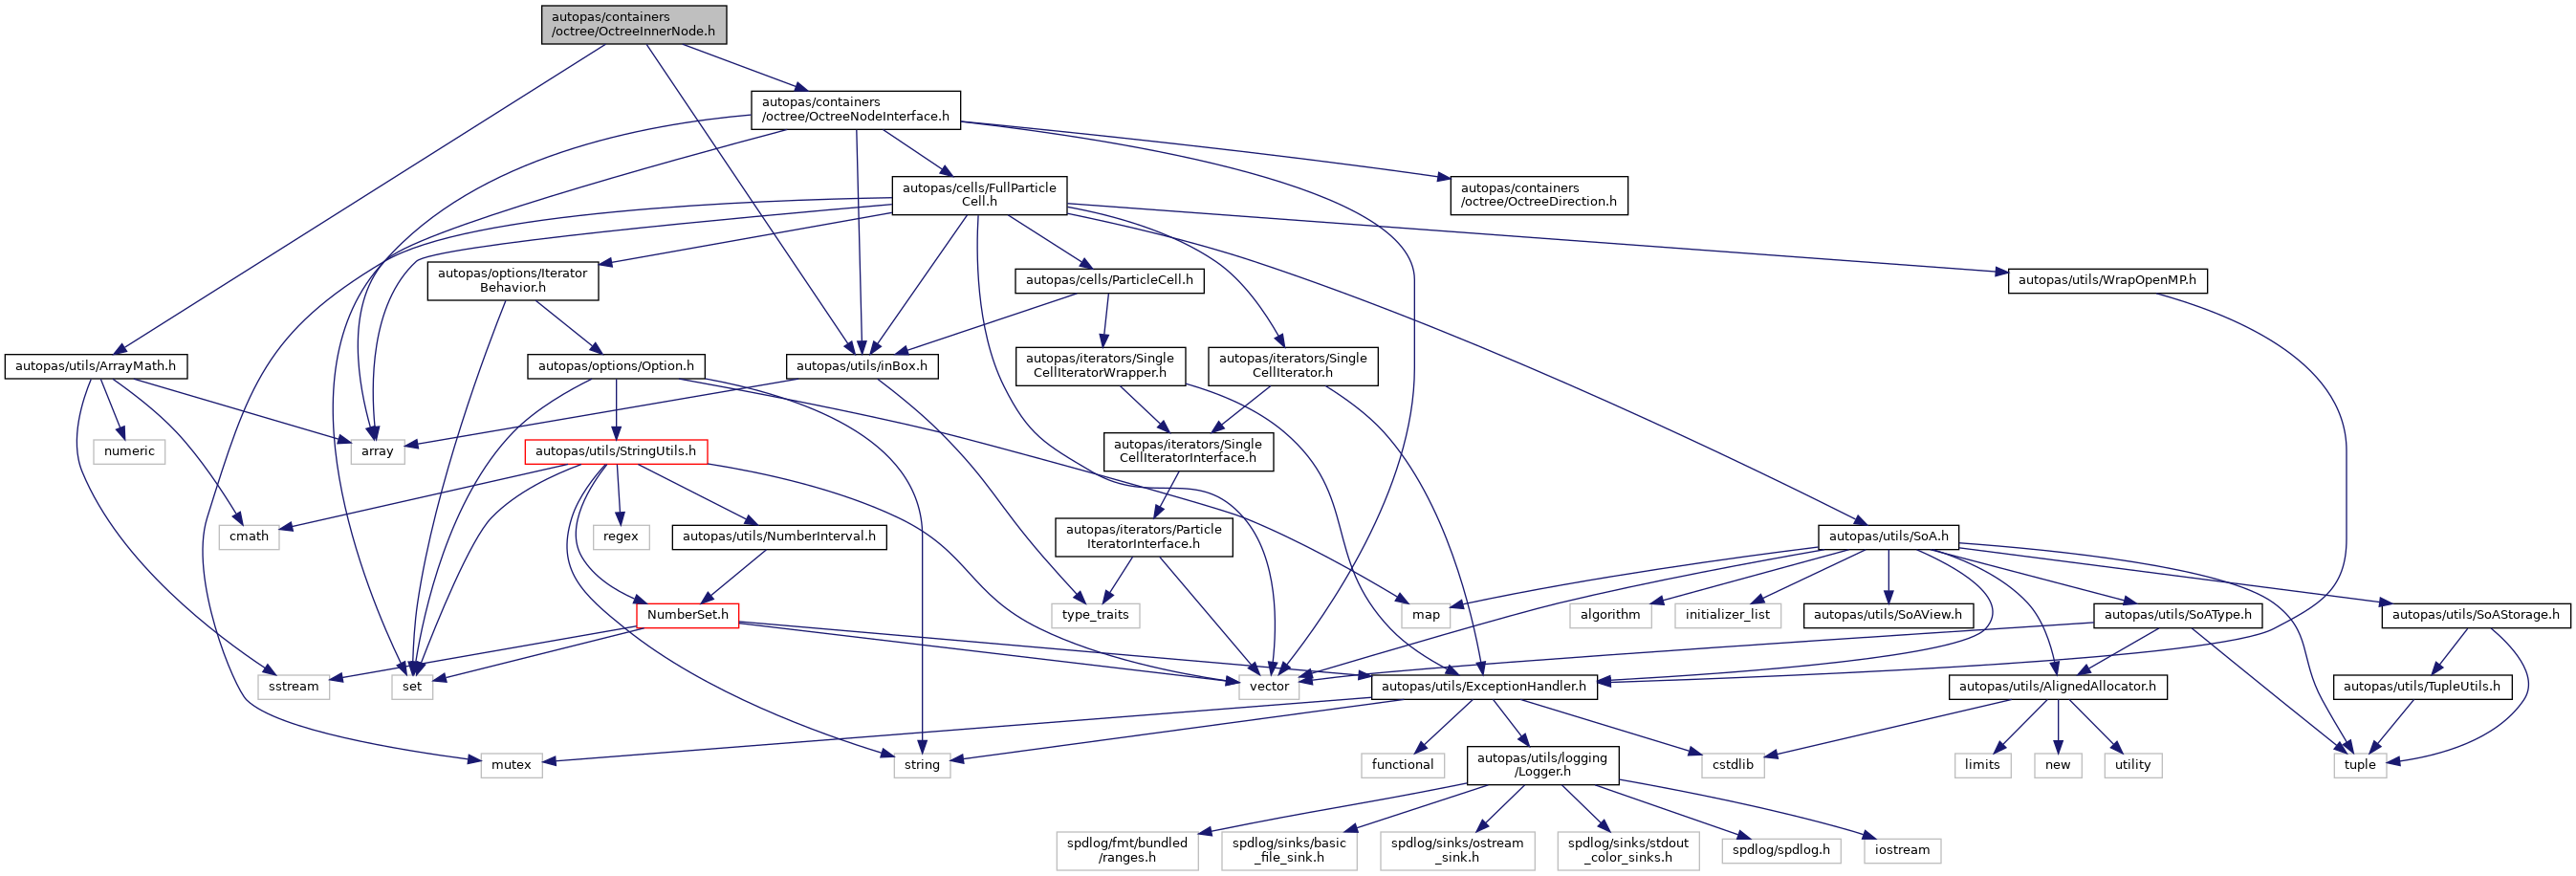 autopas/containers
/octree/OctreeInnerNode.h
autopas/containers
/octree/OctreeNodeInterface.h
autopas/cells/FullParticle
Cell.h
autopas/containers
/octree/OctreeDirection.h
autopas/options/Iterator
Behavior.h
autopas/cells/ParticleCell.h
autopas/utils/WrapOpenMP.h
autopas/utils/ArrayMath.h
autopas/options/Option.h
autopas/utils/inBox.h
autopas/iterators/Single
CellIteratorWrapper.h
autopas/iterators/Single
CellIterator.h
numeric
array
autopas/utils/StringUtils.h
autopas/iterators/Single
CellIteratorInterface.h
cmath
regex
autopas/utils/NumberInterval.h
autopas/iterators/Particle
IteratorInterface.h
autopas/utils/SoA.h
NumberSet.h
type_traits
map
algorithm
initializer_list
autopas/utils/SoAView.h
autopas/utils/SoAType.h
autopas/utils/SoAStorage.h
sstream
set
vector
autopas/utils/ExceptionHandler.h
autopas/utils/AlignedAllocator.h
autopas/utils/TupleUtils.h
mutex
string
functional
autopas/utils/logging
/Logger.h
cstdlib
limits
new
utility
tuple
spdlog/fmt/bundled
/ranges.h
spdlog/sinks/basic
_file_sink.h
spdlog/sinks/ostream
_sink.h
spdlog/sinks/stdout
_color_sinks.h
spdlog/spdlog.h
iostream